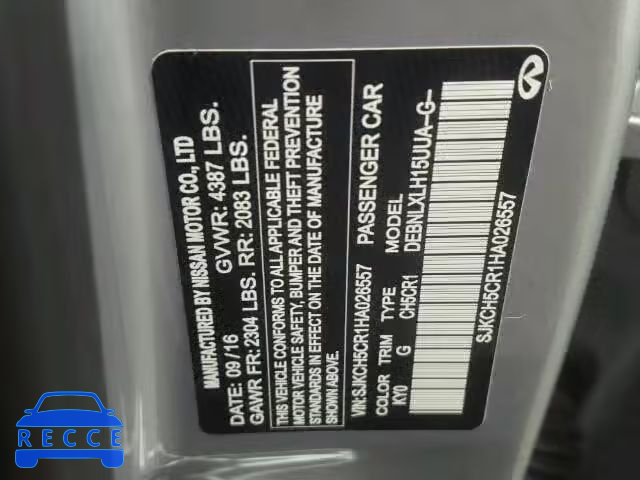 MANUFACTURED BY NISSAN MOTOR CO., LTD
DATE: 09/16 GVWR: 4387 LBS.
GAWR FR: 2304 LBS. RR: 2083 LBS.
THIS VEHICLE CONFORMS TO ALL APPLICABLE FEDERAL
MOTOR VEHICLE SAFETY, BUMPER AND THEFT PREVENTION
STANDARDS IN EFFECT ON THE DATE OF MANUFACTURE
SHOWN ABOVE.
VIN:SJKCH5CR1HA026557 PASSENGER CAR
COLOR TRIM TYPE MODEL
KY0 G CH5CR1 DEBNLXLH15UUA-G-
SJKCH5CR1HA026557
RECCE